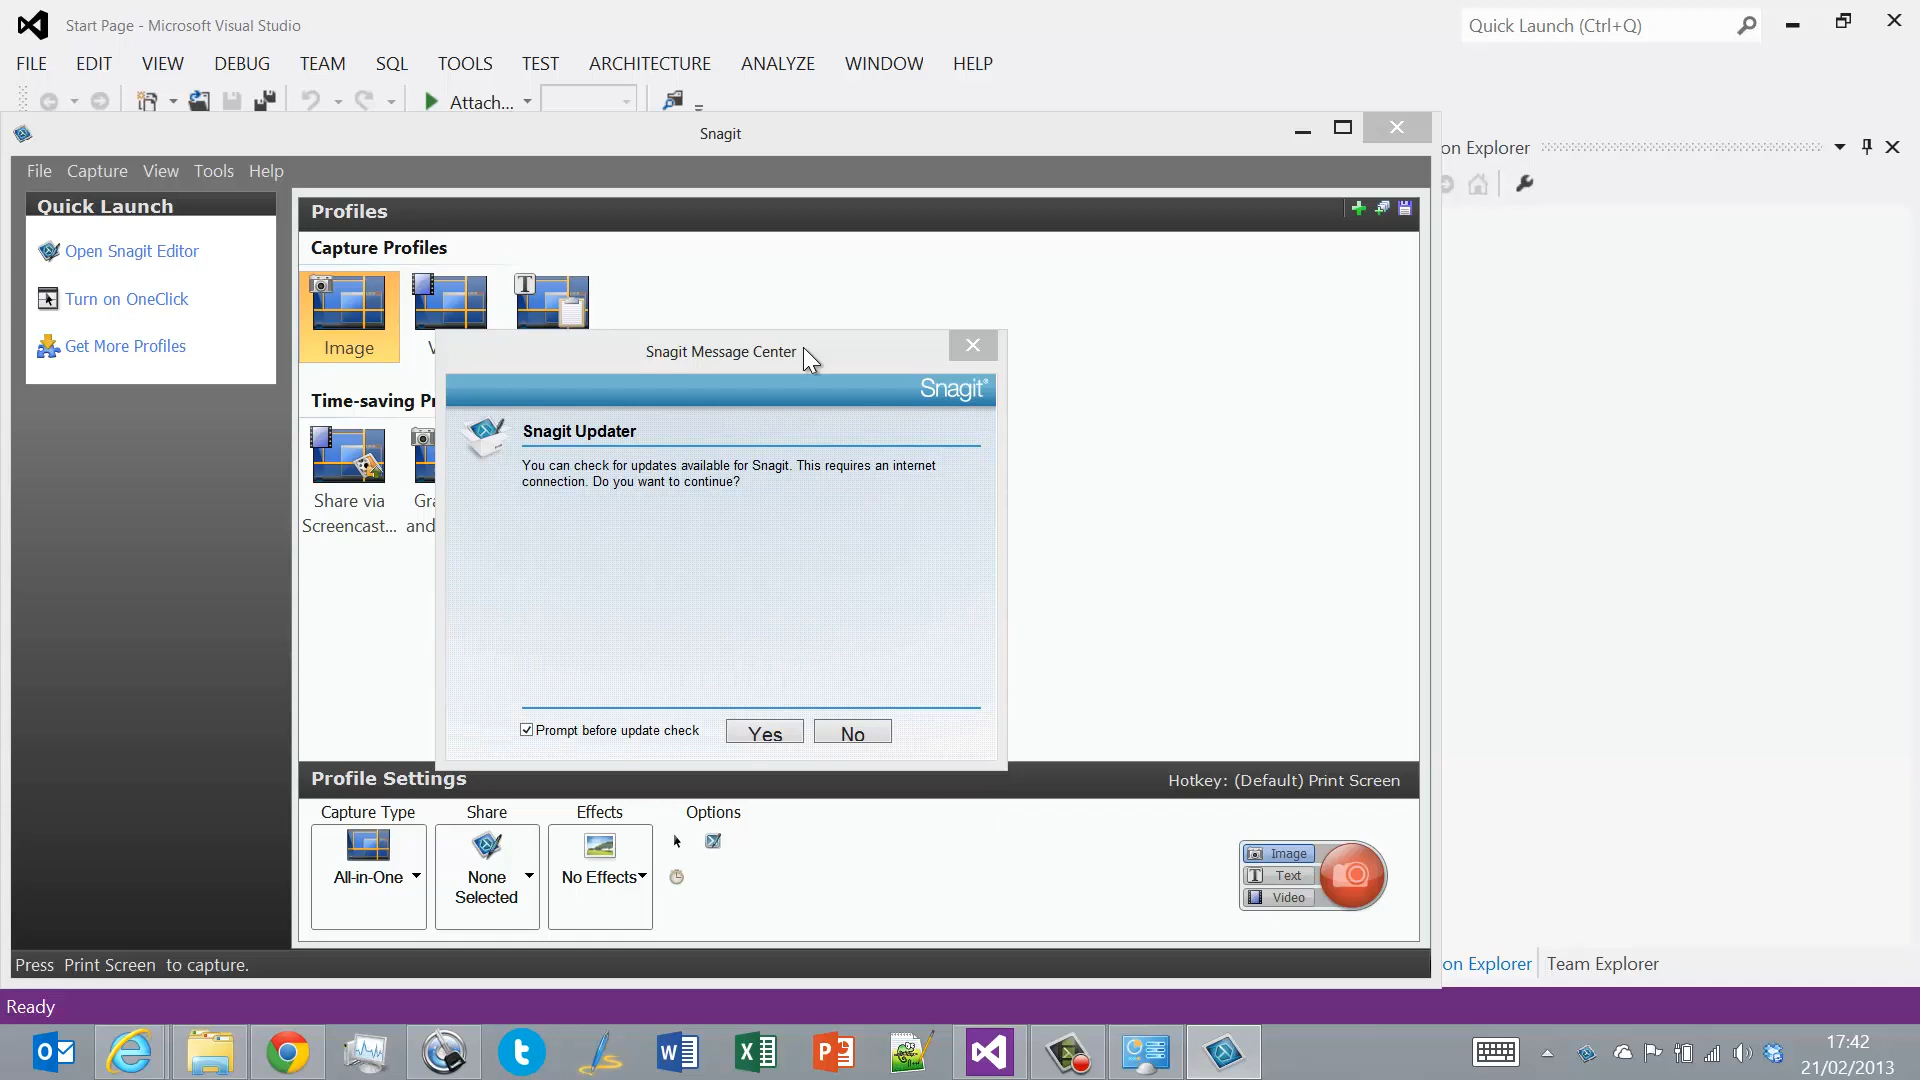 Start Page - Microsoft Visual Studio
Quick Launch (Ctrl+Q)
FILE EDIT VIEW DEBUG TEAM SQL TOOLS TEST ARCHITECTURE ANALYZE WINDOW HELP
Attach...
Snagit
on Explorer
File Capture View Tools Help
Quick Launch
Open Snagit Editor
Turn on OneClick
Get More Profiles
Profiles
Capture Profiles
T
Image
Time-saving Pr
Share via
Screencast...
Gra
and
Snagit Message Center
Snagit®
Snagit Updater
You can check for updates available for Snagit. This requires an internet
connection. Do you want to continue?
Prompt before update check
Yes
No
Profile Settings
Hotkey: (Default) Print Screen
Capture Type
Share
Effects
Options
All-in-One
None
Selected
No Effects
Image
T Text
Video
Press Print Screen to capture.
on Explorer
Team Explorer
Ready
17:42
21/02/2013